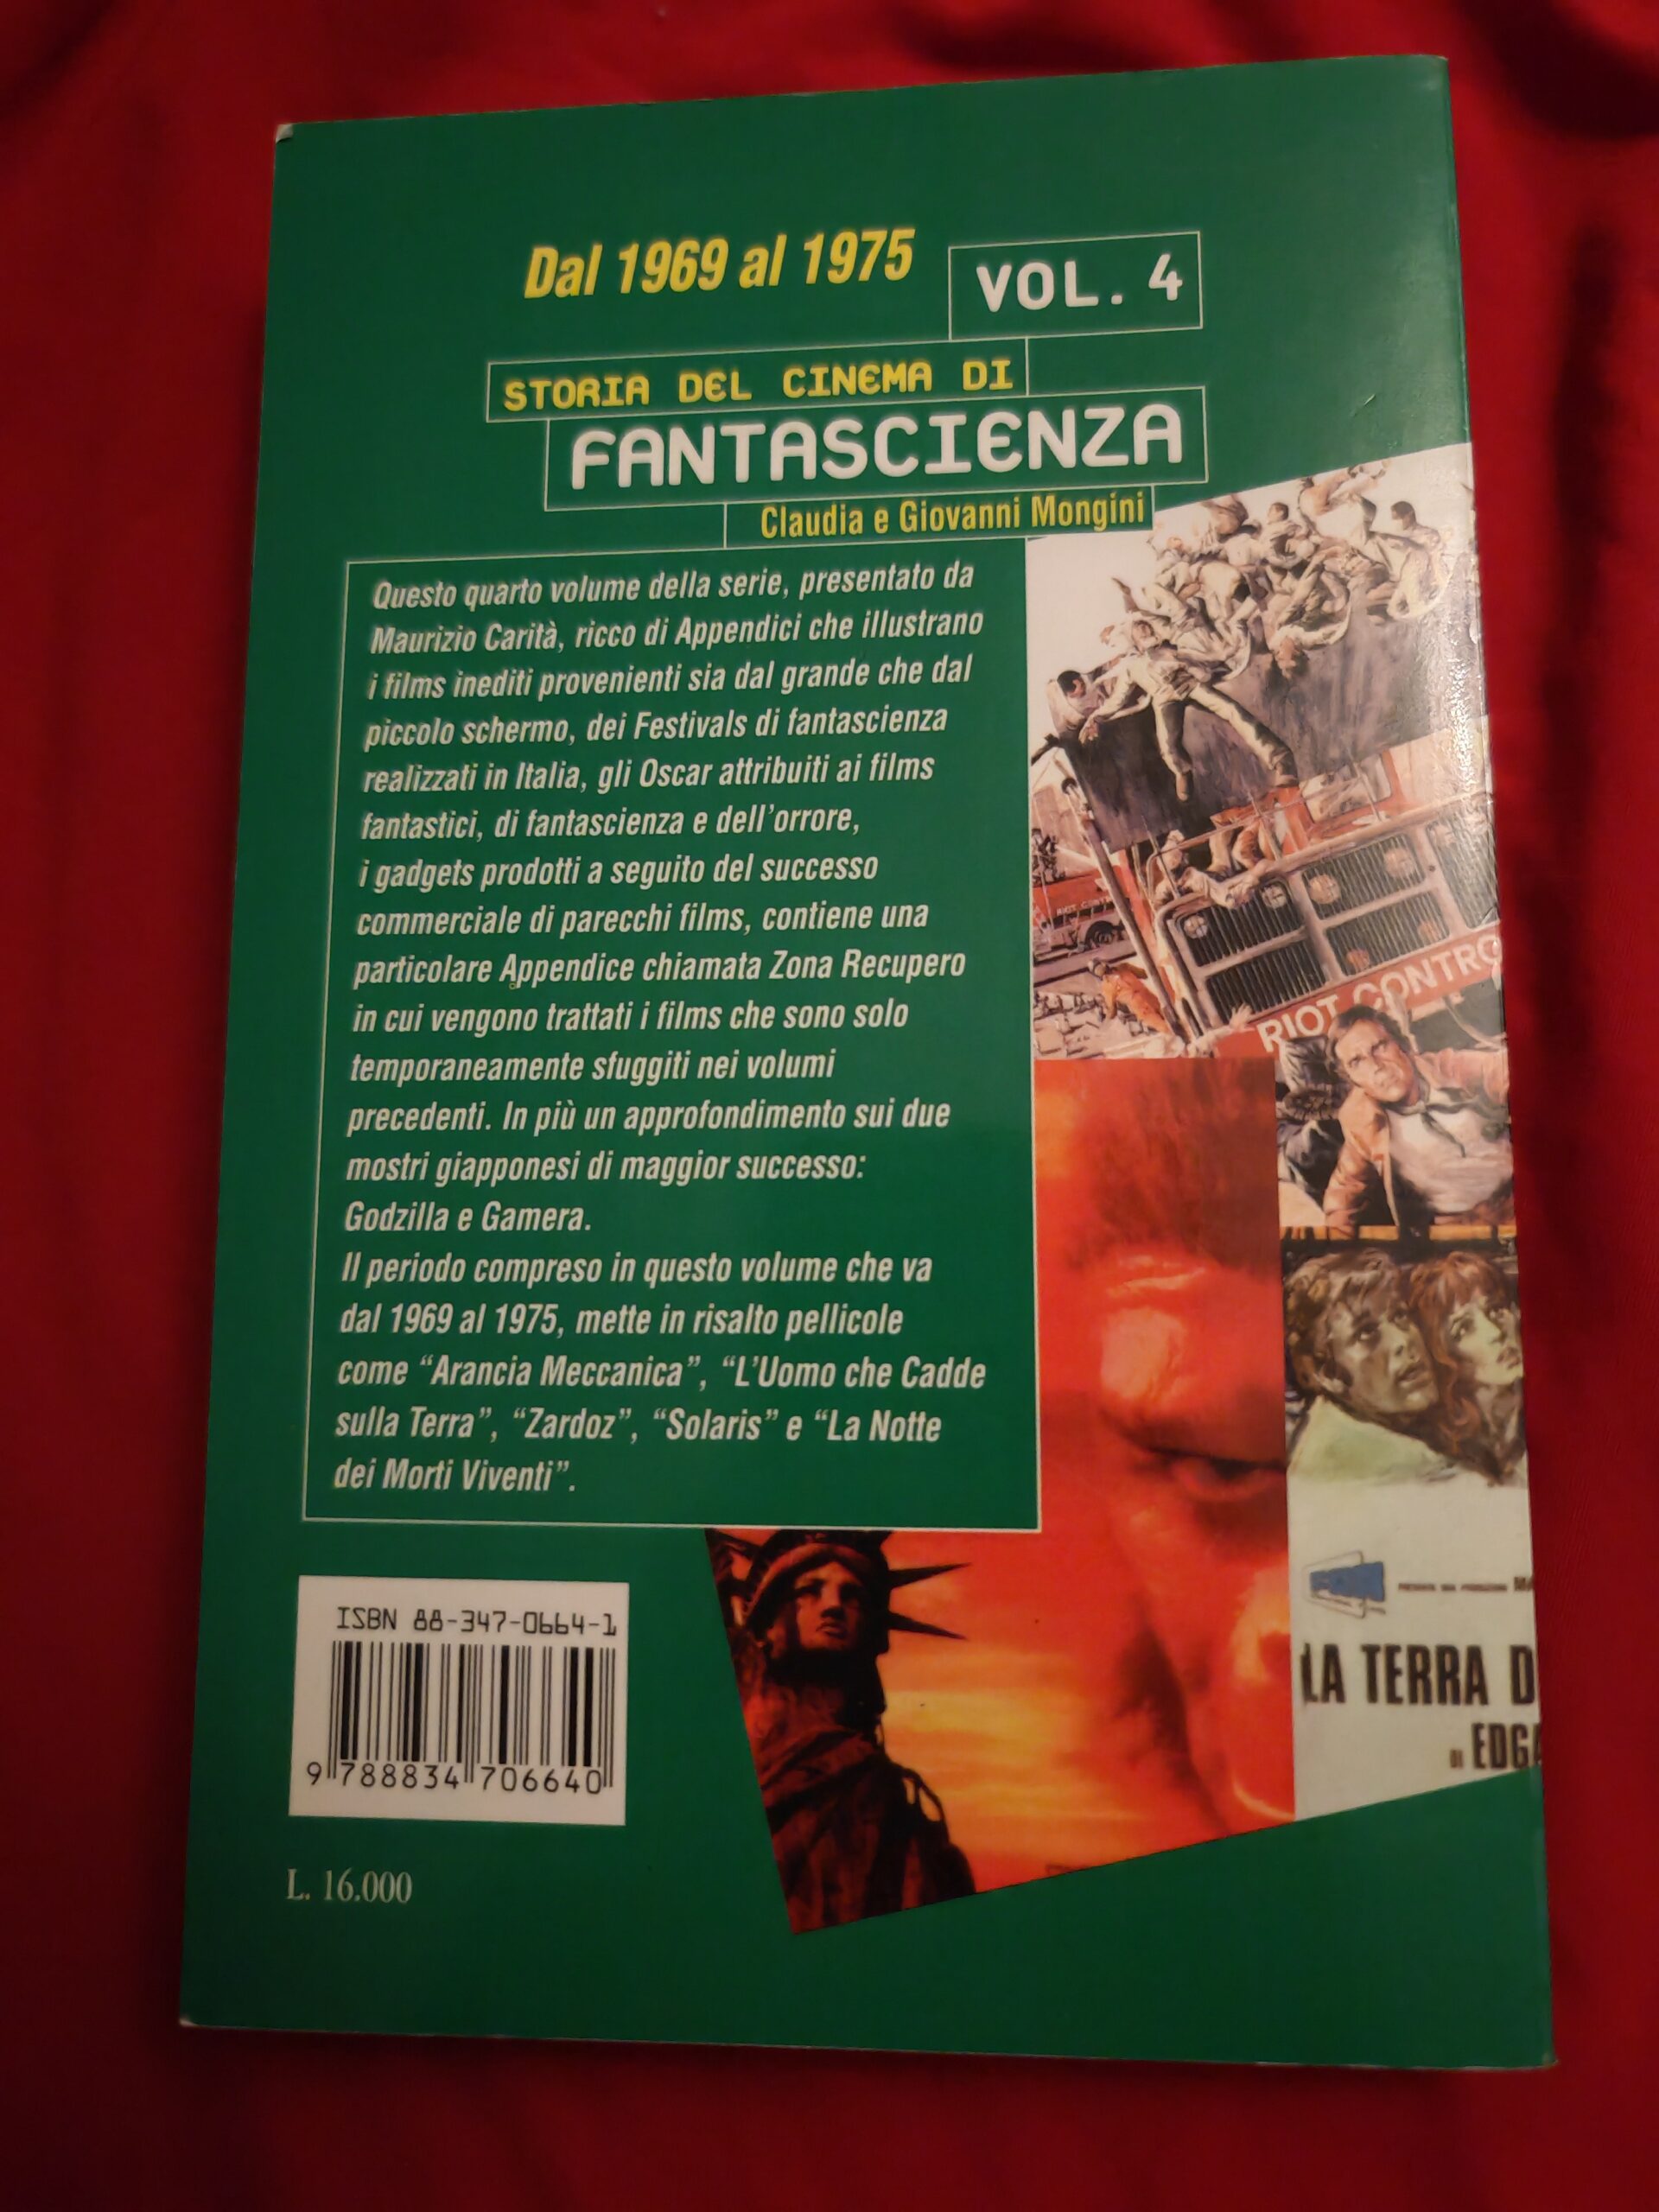 Dal 1969 al 1975
VOL. 4
STORIA DEL CINEMA DI
FANTASCIENZA
Claudia e Giovanni Mongini
Questo quarto volume della serie, presentato da
Maurizio Carità, ricco di Appendici che illustrano
i films inediti provenienti sia dal grande che dal
piccolo schermo, dei Festivals di fantascienza
realizzati in Italia, gli Oscar attribuiti ai films
fantastici, di fantascienza e dell'orrore,
i gadgets prodotti a seguito del successo
commerciale di parecchi films, contiene una
particolare Appendice chiamata Zona Recupero
in cui vengono trattati i films che sono solo
temporaneamente sfuggiti nei volumi
precedenti. In più un approfondimento sui due
mostri giapponesi di maggior successo:
Godzilla e Gamera.
Il periodo compreso in questo volume che va
dal 1969 al 1975, mette in risalto pellicole
come “Arancia Meccanica”, “L'Uomo che Cadde
sulla Terra”, “Zardoz”, “Solaris” e “La Notte
dei Morti Viventi”.
RIOT CONTRO
LA TERRA D
DI EDGA
ISBN 88-347-0664-1
9 788834 706640
L. 16.000